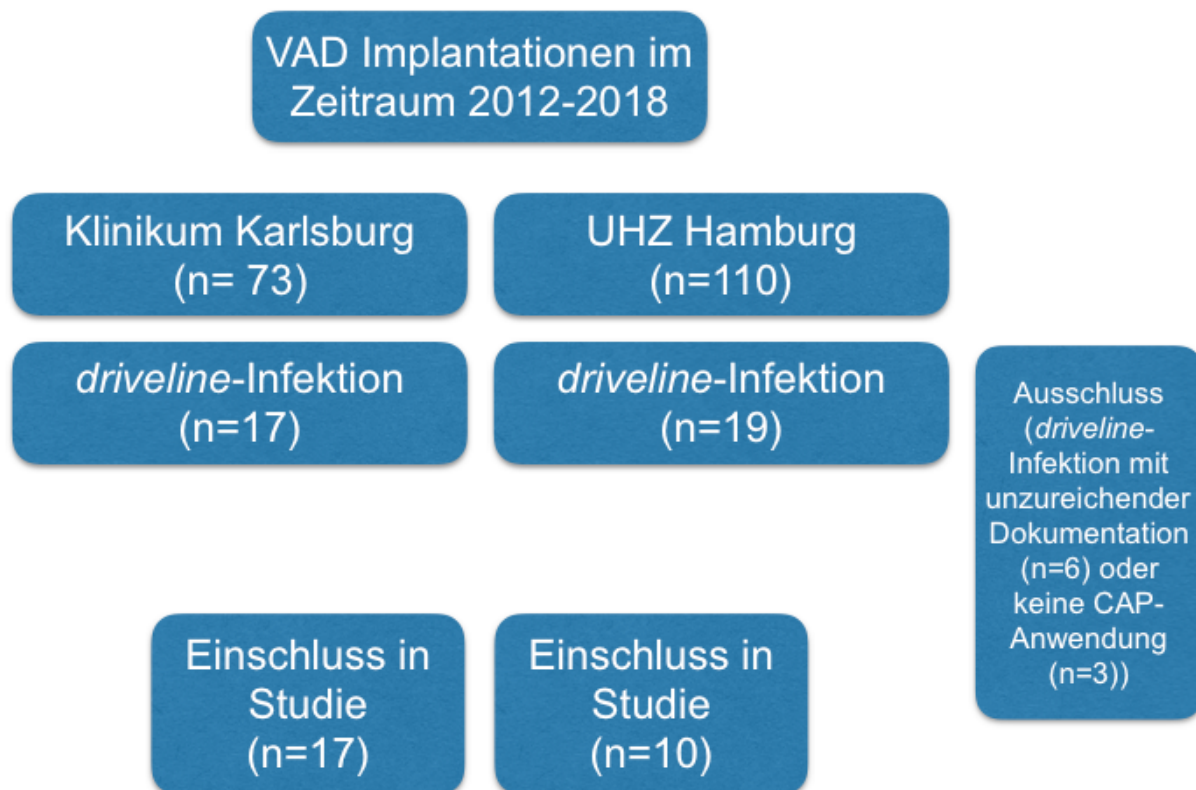 VAD Implantationen im
Zeitraum 2012-2018
Klinikum Karlsburg
(n= 73)
UHZ Hamburg
(n=110)
driveline-Infektion
(n=17)
driveline-Infektion
(n=19)
Ausschluss
(driveline-
Infektion mit
unzureichender
Dokumentation
(n=6) oder
keine CAP-
Anwendung
(n=3))
Einschluss in
Studie
(n=17)
Einschluss in
Studie
(n=10)